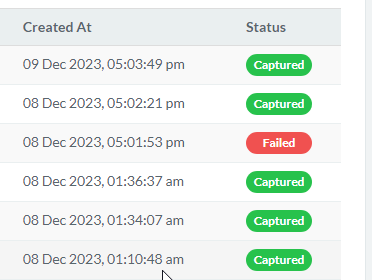 Created At Status
09 Dec 2023, 05:03:49 pm Captured
08 Dec 2023, 05:02:21 pm Captured
08 Dec 2023, 05:01:53 pm Failed
08 Dec 2023, 01:36:37 am Captured
08 Dec 2023, 01:34:07 am Captured
08 Dec 2023, 01:10:48 am Captured